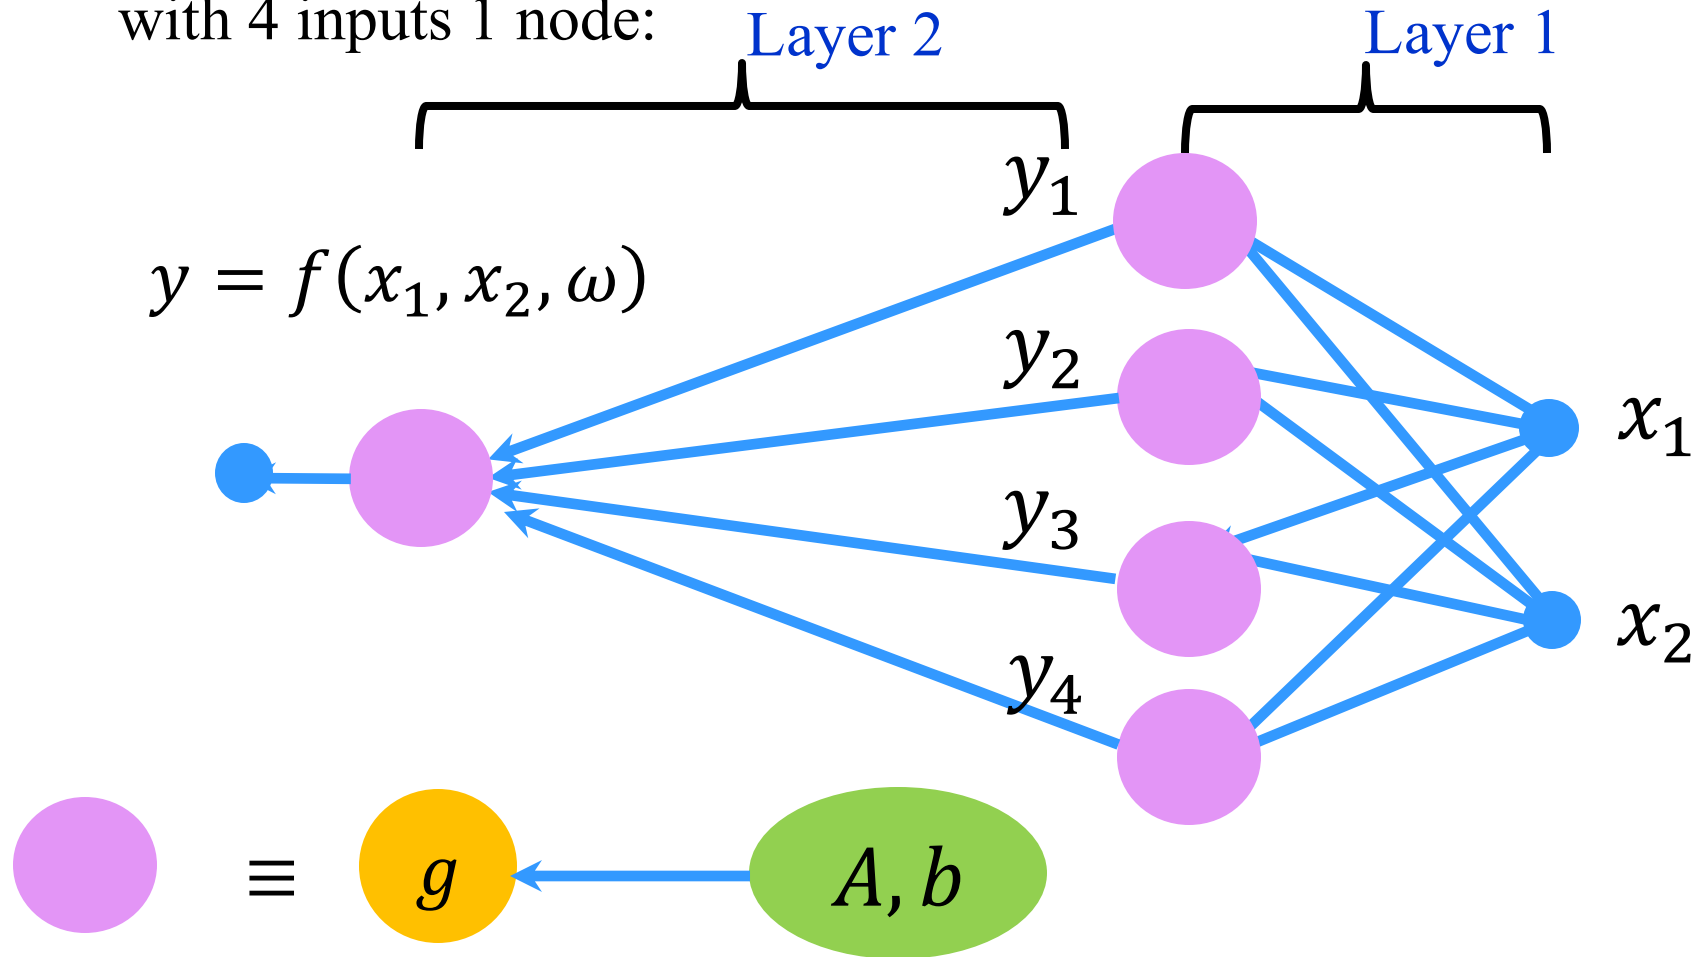 with 4 inputs 1 node:
Layer 2
Layer 1
y₁
y = f(x₁, x₂, ω)
y₂
x₁
y₃
x₂
y₄
≡
g
A, b